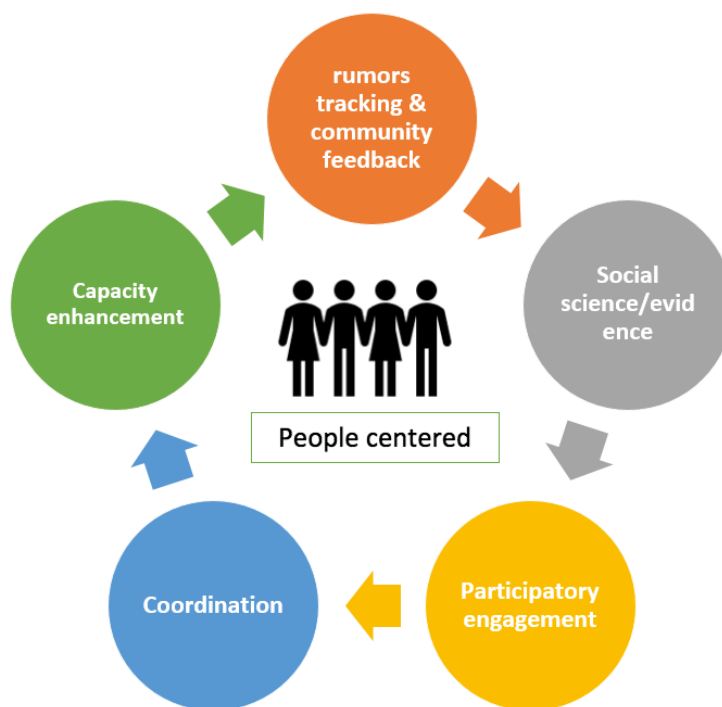 rumors
tracking &
community
feedback
Capacity
enhancement
Social
science/evid
ence
People centered
Coordination
Participatory
engagement